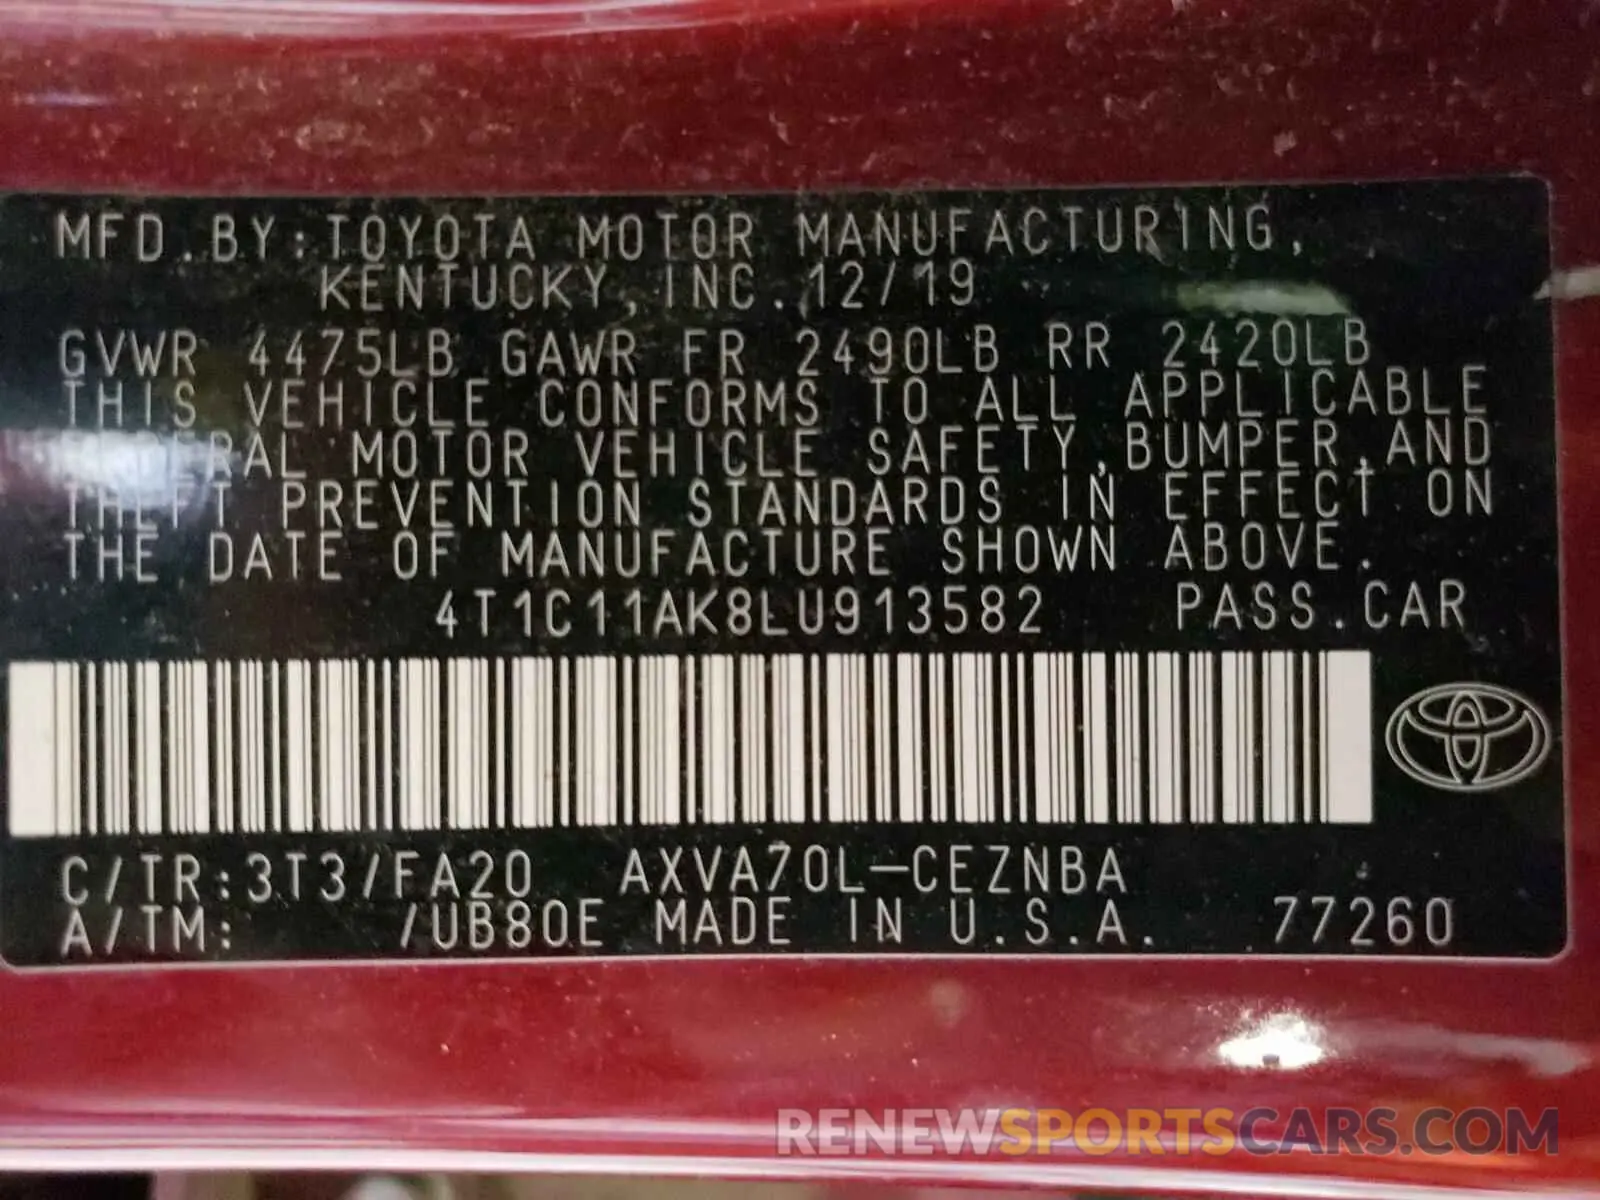 MFD.BY:TOYOTA MOTOR MANUFACTURING,
KENTUCKY,INC.12/19
GVWR 4475LB GAWR FR 2490LB RR 2420LB
THIS VEHICLE CONFORMS TO ALL APPLICABLE
FEDERAL MOTOR VEHICLE SAFETY,BUMPER,AND
THEFT PREVENTION STANDARDS IN EFFECT ON
THE DATE OF MANUFACTURE SHOWN ABOVE.
4T1C11AK8LU913582 PASS.CAR
C/TR:3T3/FA20 AXVA70L-CEZNBA
A/TM: /UB80E MADE IN U.S.A. 77260
RENEWSPORTSCARS.COM